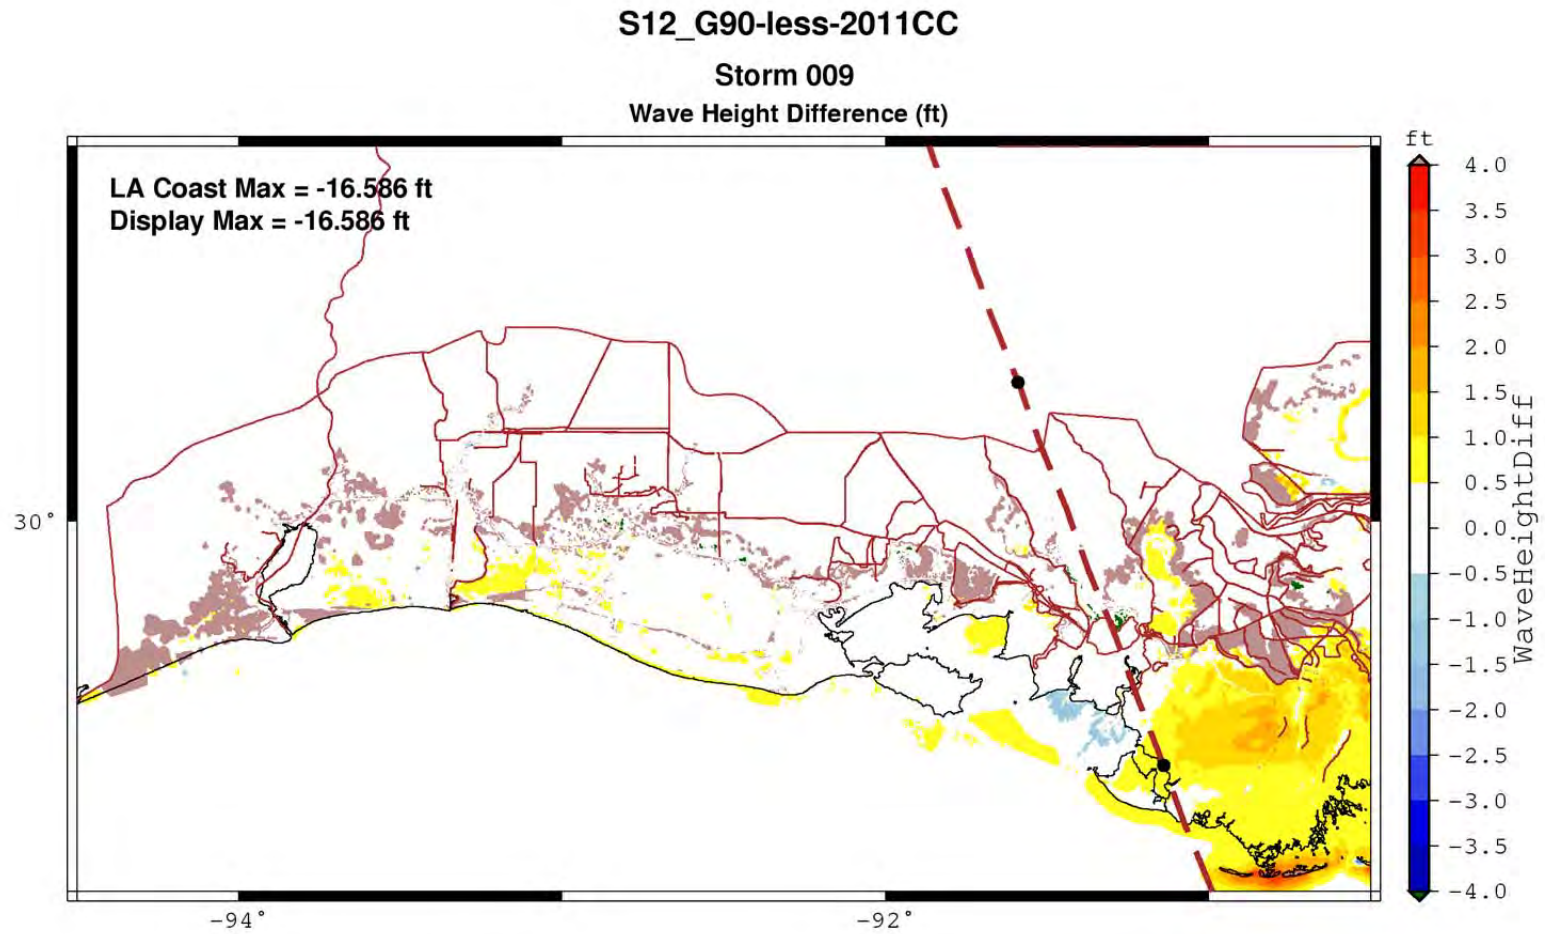 S12_G90-less-2011CC
Storm 009
Wave Height Difference (ft)
LA Coast Max = -16.586 ft
Display Max = -16.586 ft
ft
4.0
3.5
3.0
2.5
2.0
1.5
1.0
0.5
0.0
-0.5
-1.0
-1.5
-2.0
-2.5
-3.0
-3.5
-4.0
WaveHeightDiff
30°
-94°
-92°